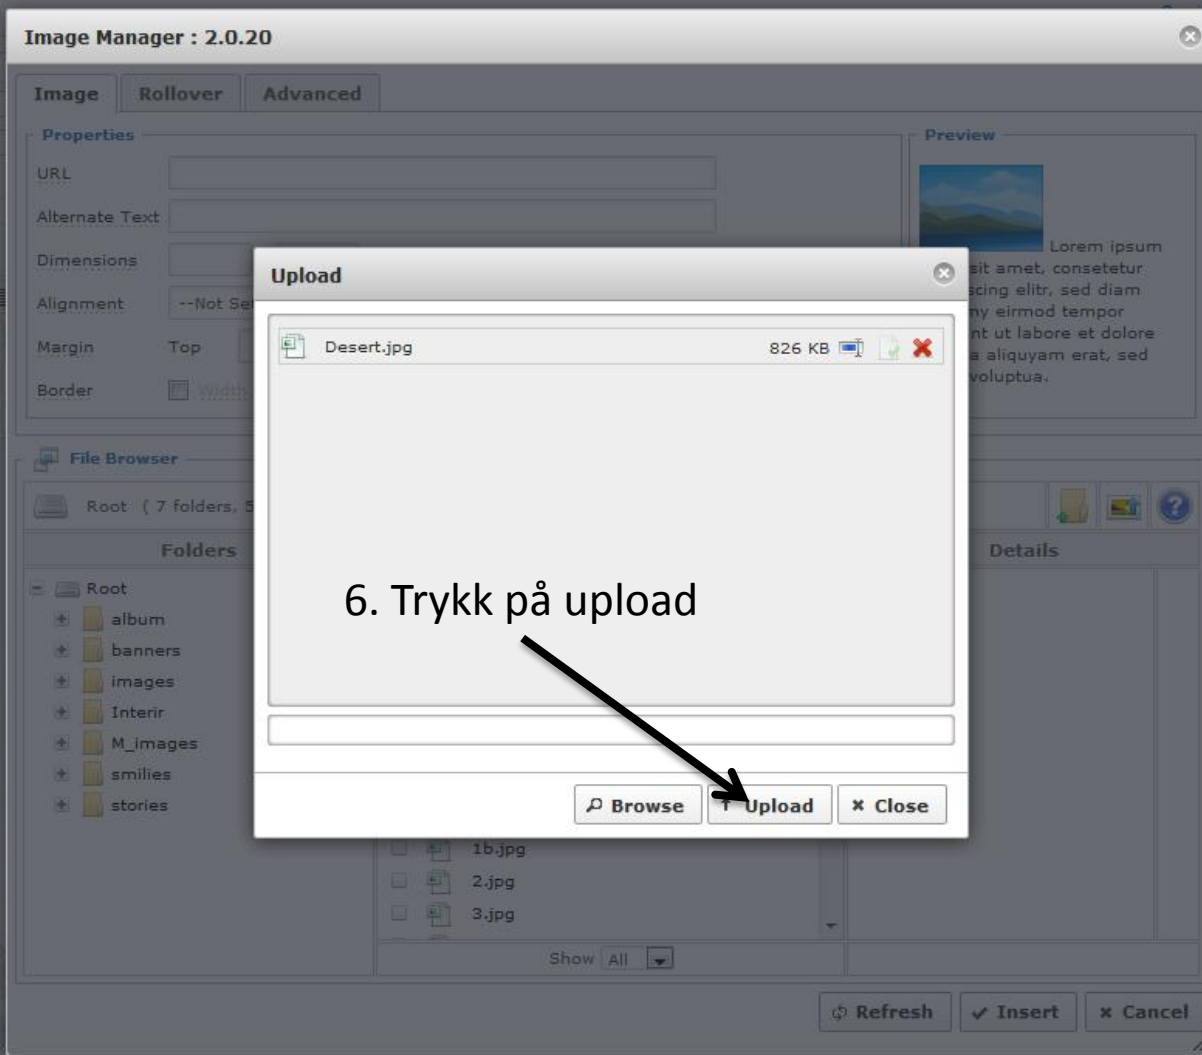 Image Manager : 2.0.20
Image Rollover Advanced
Properties
URL
Alternate Text
Dimensions
Alignment --Not Se
Margin Top
Border Width
Preview
Lorem ipsum
sit amet, consetetur
scing elitr, sed diam
ny eirmod tempor
nt ut labore et dolore
a aliquyam erat, sed
voluptua.
Upload
Desert.jpg 826 KB
6. Trykk på upload
Browse Upload Close
File Browser
Root ( 7 folders, 5
Folders
Details
Root
album
banners
images
Interir
M_images
smilies
stories
1b.jpg
2.jpg
3.jpg
Show All
Refresh Insert Cancel